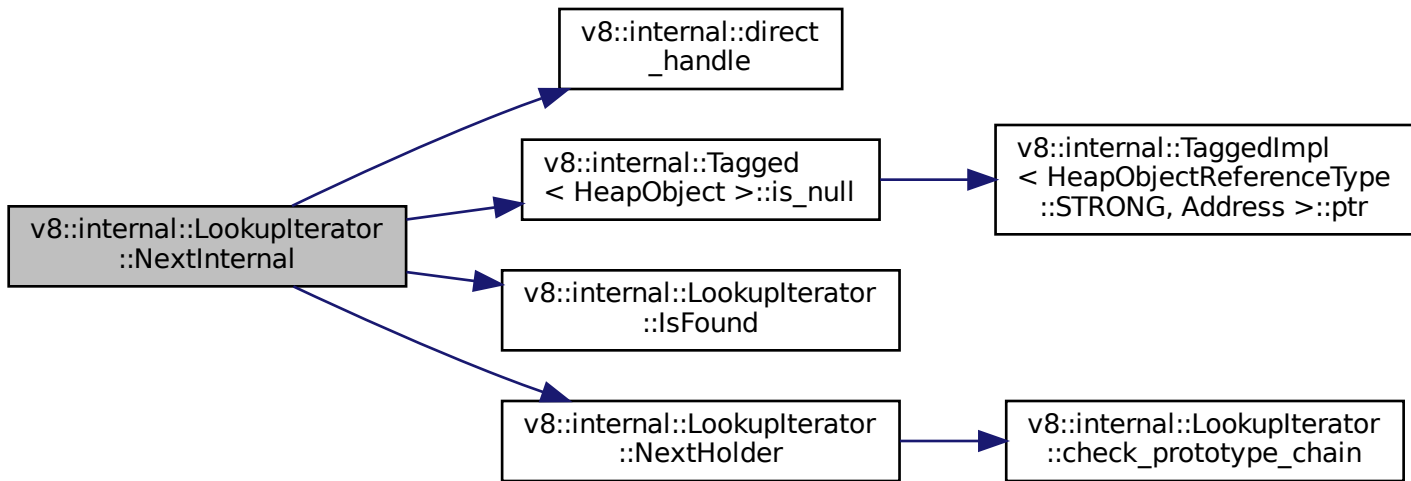 v8::internal::direct
_handle
v8::internal::Tagged
< HeapObject >::is_null
v8::internal::TaggedImpl
< HeapObjectReferenceType
::STRONG, Address >::ptr
v8::internal::LookupIterator
::NextInternal
v8::internal::LookupIterator
::IsFound
v8::internal::LookupIterator
::NextHolder
v8::internal::LookupIterator
::check_prototype_chain